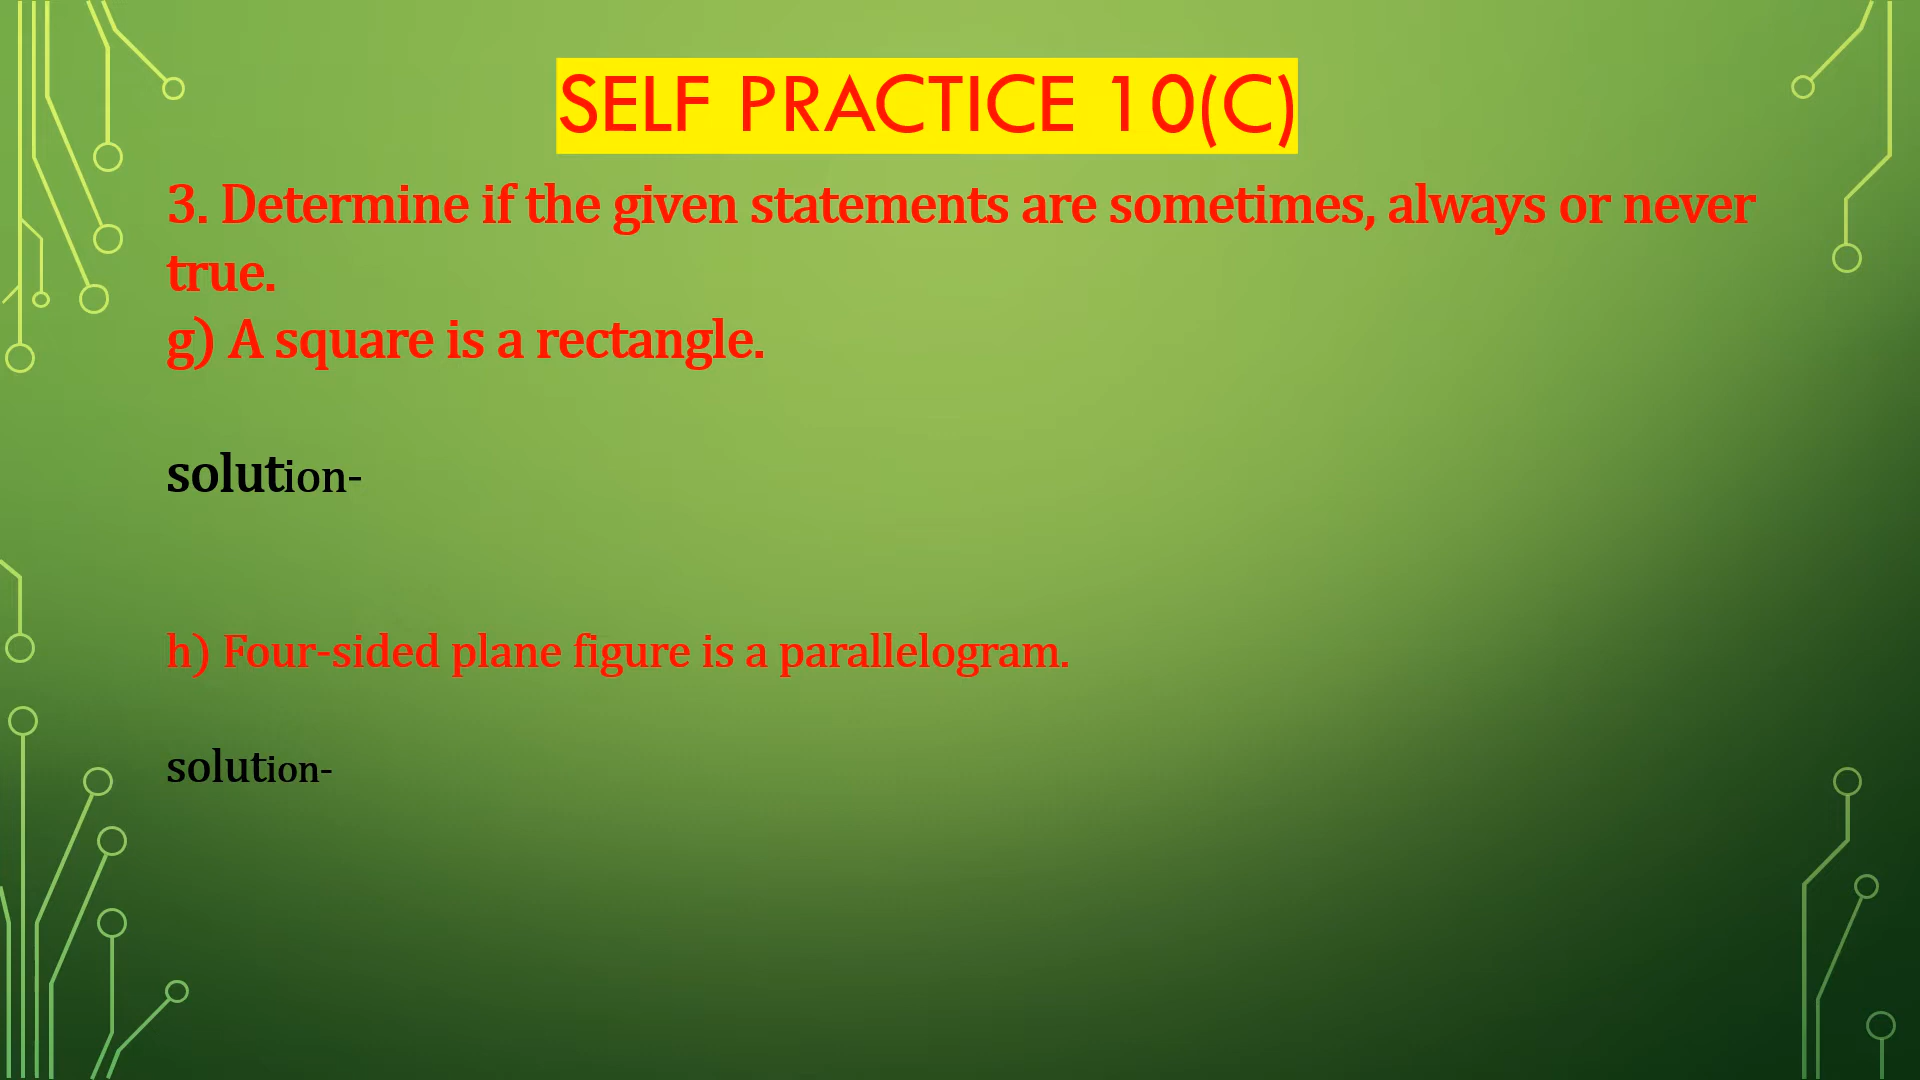 SELF PRACTICE 10(C)
3. Determine if the given statements are sometimes, always or never
true.
g) A square is a rectangle.
solution-
h) Four-sided plane figure is a parallelogram.
solution-